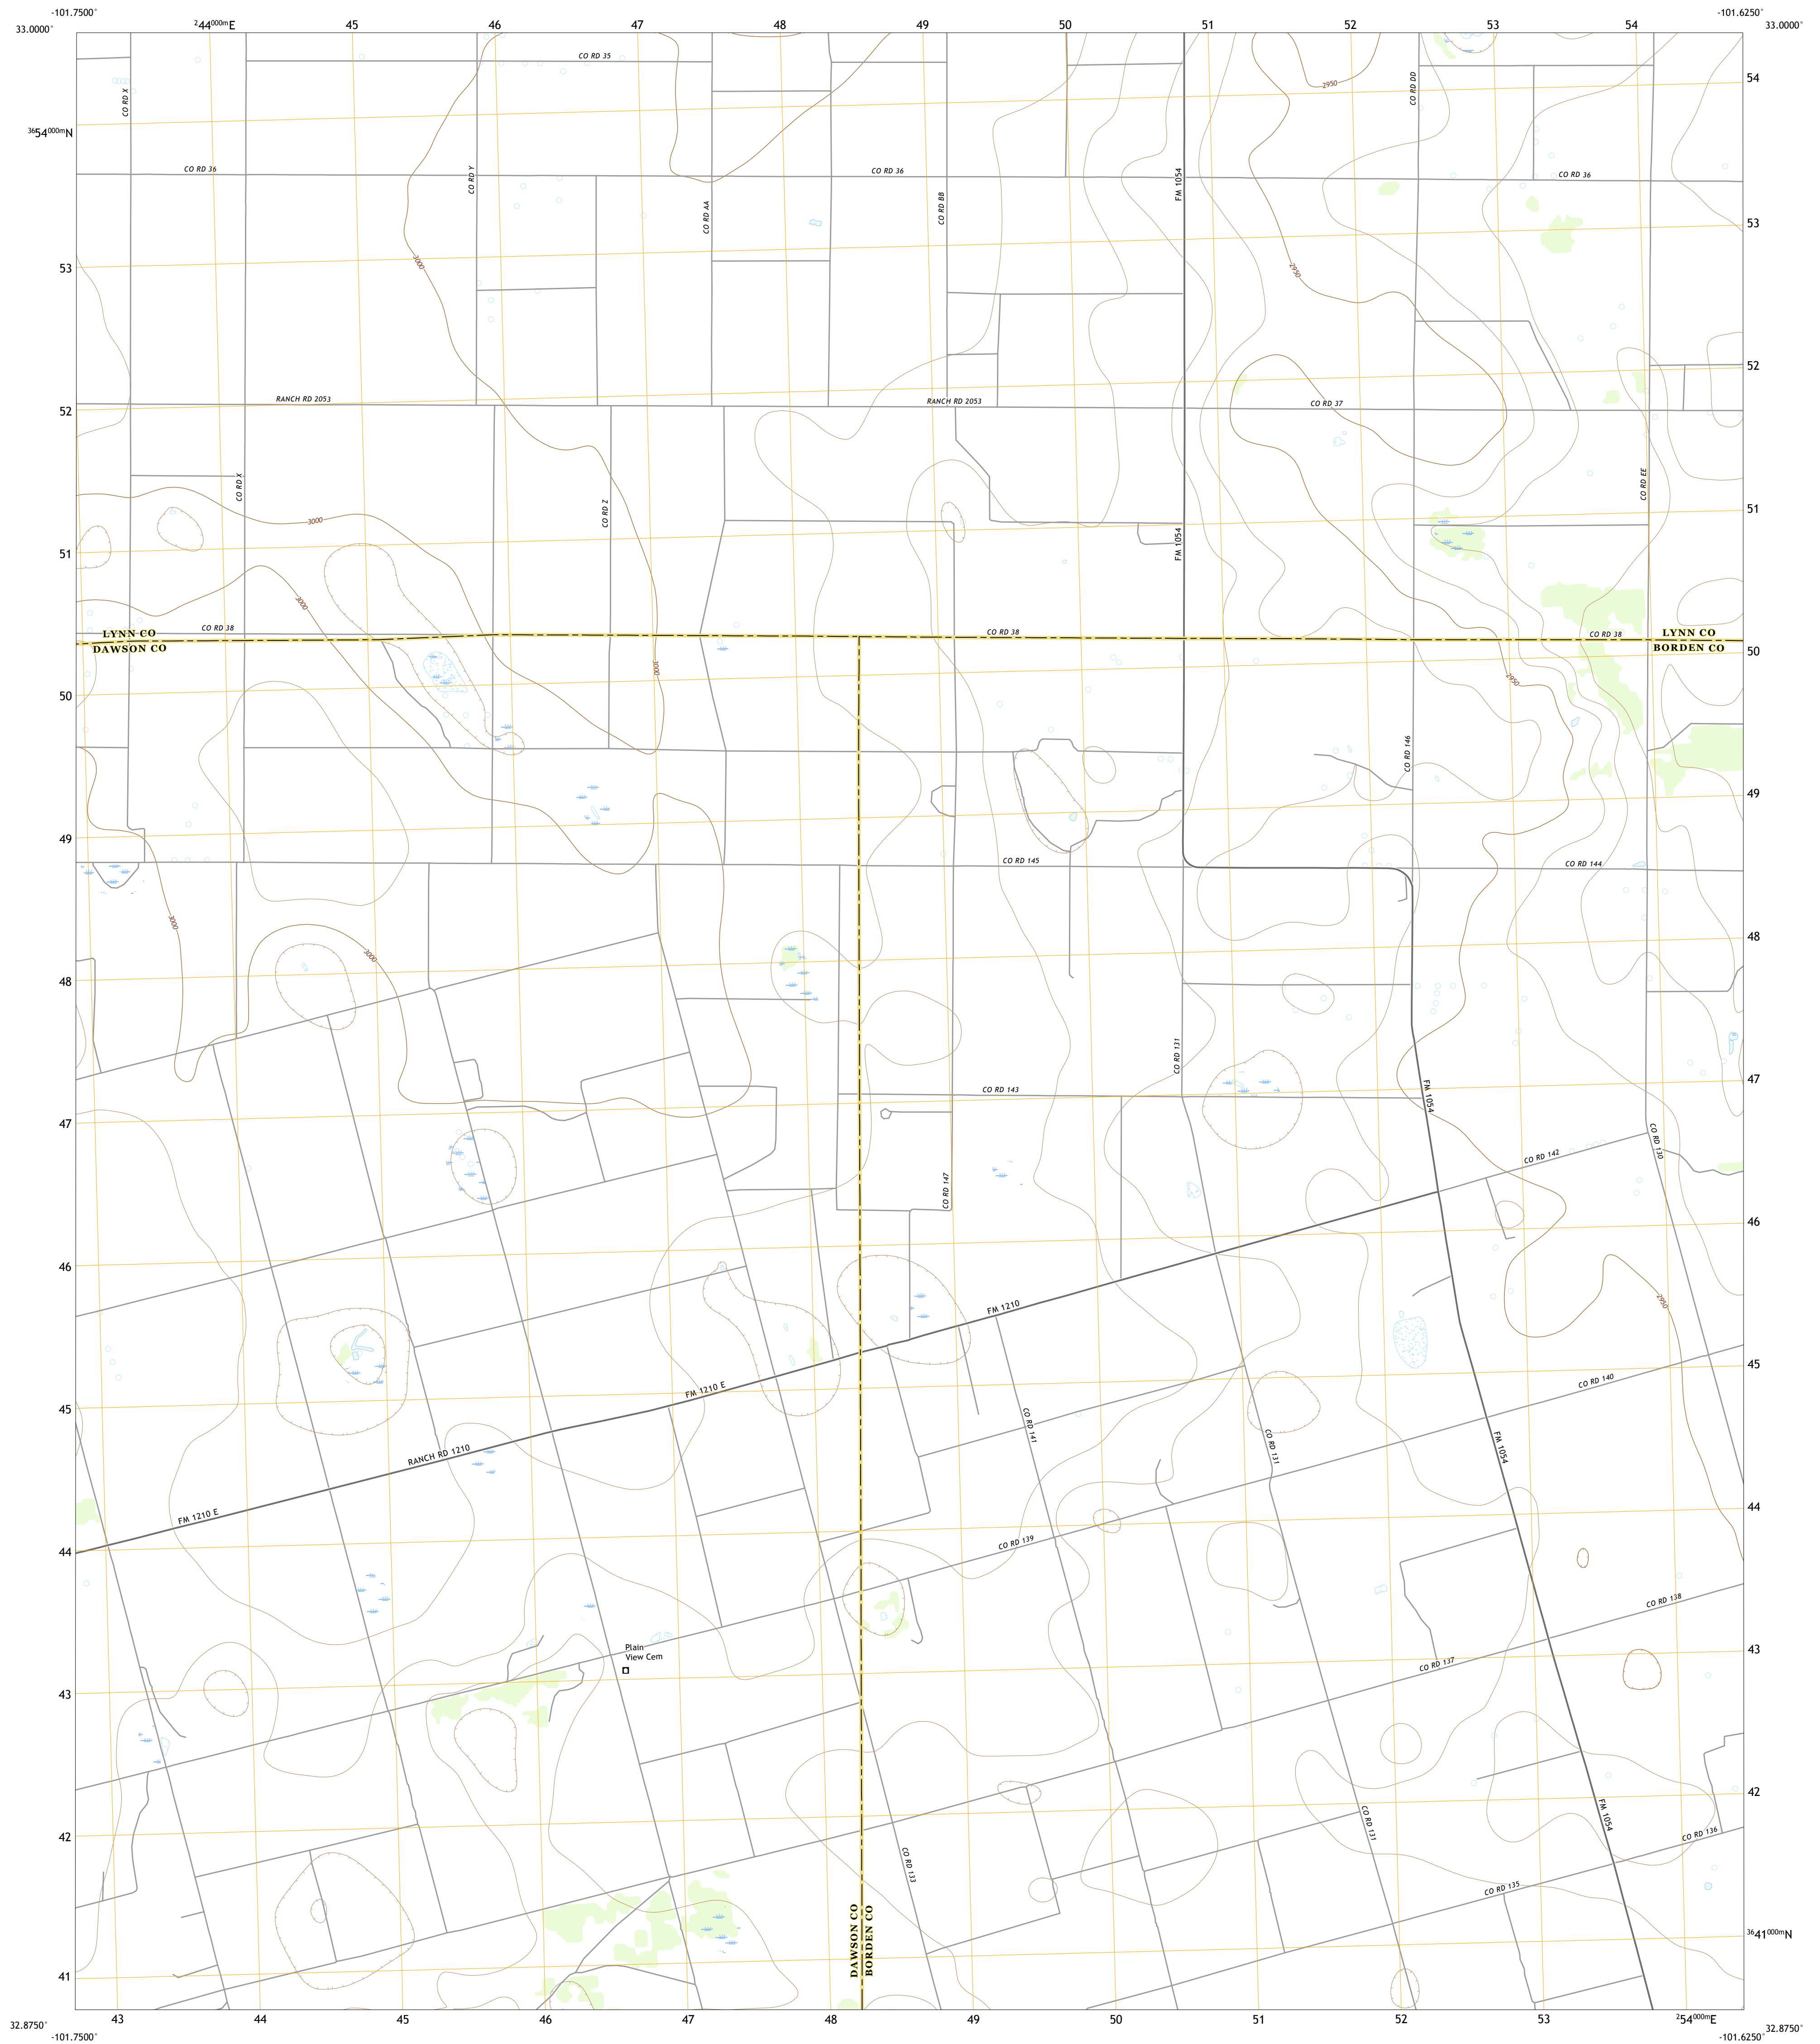 -101.7500°
-101.6250°
33.0000°
²44⁰⁰⁰ᵐE
45
46
47
48
49
50
51
52
53
54
33.0000°
CO RD 35
54
2950
CO RD X
CO RD DD
³⁶54⁰⁰⁰ᵐN
CO RD 36
CO RD Y
CO RD 36
FM 1054
CO RD 36
CO RD AA
CO RD BB
53
3000
53
2950
52
RANCH RD 2053
RANCH RD 2053
CO RD 37
52
CO RD X
CO RD EE
CO RD Z
51
3000
FM 1054
51
3000
LYNN CO
CO RD 38
CO RD 38
CO RD 38
LYNN CO
DAWSON CO
BORDEN CO
50
3000
2950
50
CO RD 146
49
49
CO RD 145
CO RD 144
3000
3000
48
48
CO RD 131
47
CO RD 143
FM 1054
47
CO RD 130
CO RD 142
CO RD 147
46
46
FM 1210
2950
45
CO RD 140
FM 1210 E
45
CO RD 141
CO RD 131
FM 1054
RANCH RD 1210
FM 1210 E
44
44
CO RD 139
CO RD 138
43
Plain
View Cem
CO RD 137
43
42
CO RD 131
FM 1054
CO RD 136
42
CO RD 133
CO RD 135
DAWSON CO
BORDEN CO
³⁶41⁰⁰⁰ᵐN
41
43
44
45
46
47
48
49
50
51
52
53
²54⁰⁰⁰ᵐE
32.8750°
32.8750°
-101.7500°
-101.6250°